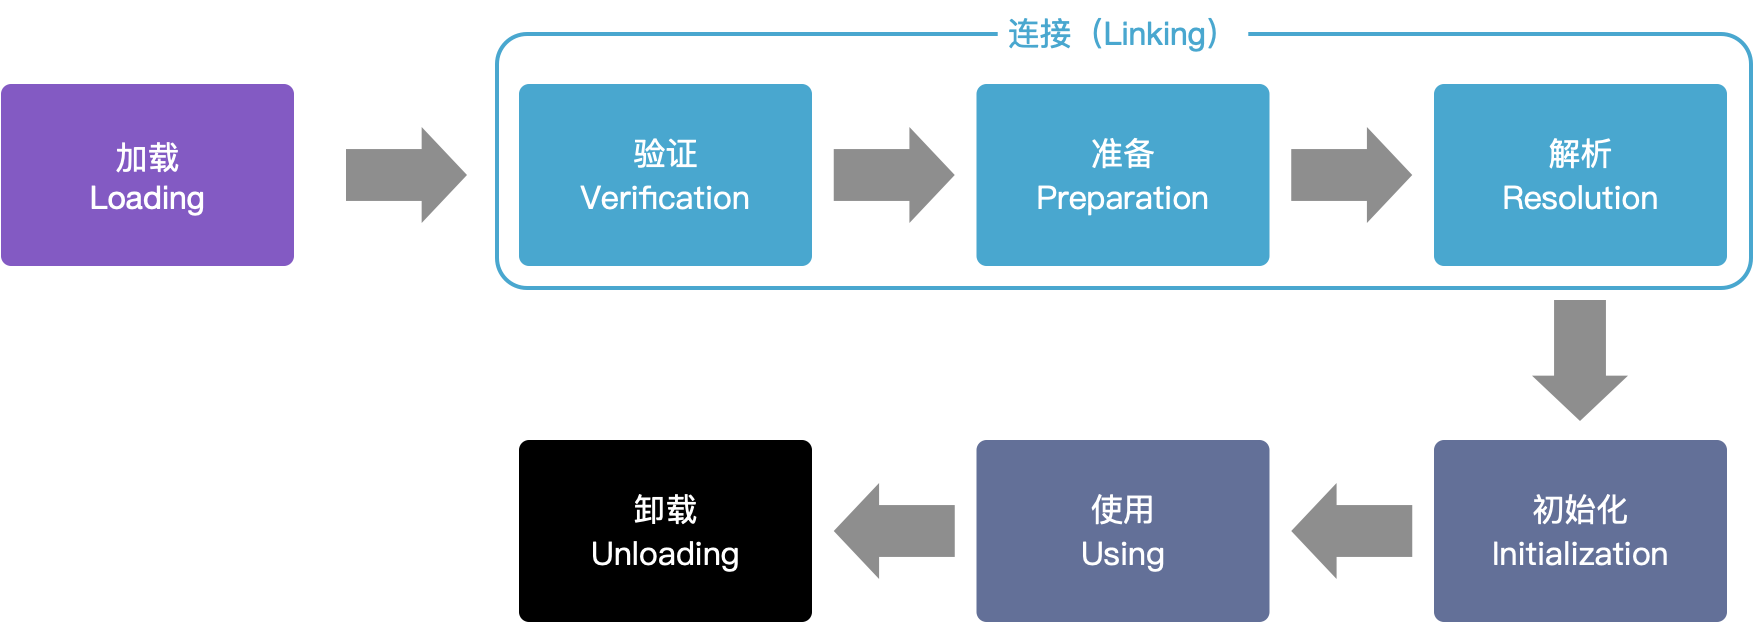 连接（Linking）
加载
Loading
验证
Verification
准备
Preparation
解析
Resolution
初始化
Initialization
使用
Using
卸载
Unloading